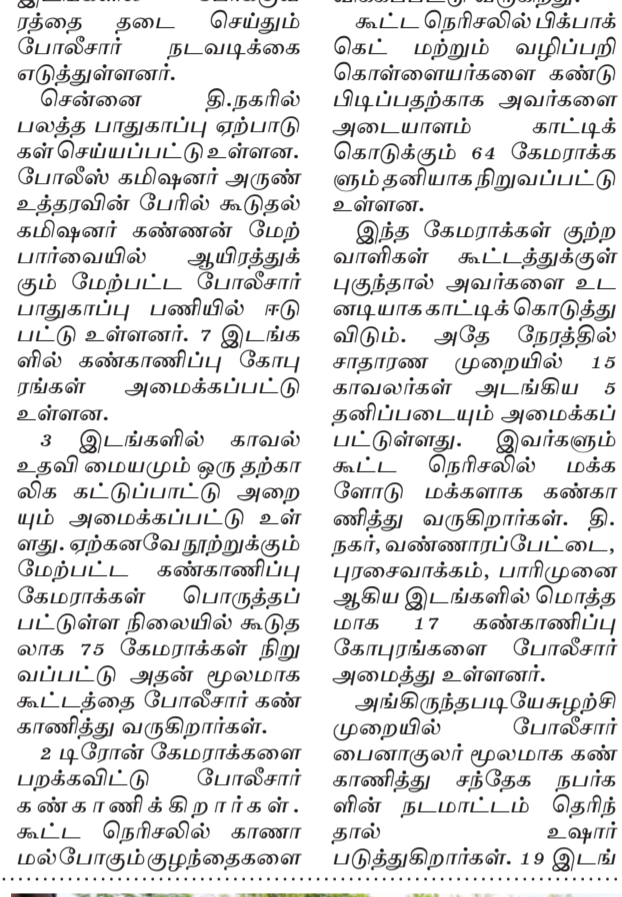 ரத்தை தடை செய்தும்
போலீசார் நடவடிக்கை
எடுத்துள்ளனர்.
சென்னை தி.நகரில்
பலத்த பாதுகாப்பு ஏற்பாடு
கள் செய்யப்பட்டு உள்ளன.
போலீஸ் கமிஷனர் அருண்
உத்தரவின் பேரில் கூடுதல்
கமிஷனர் கண்ணன் மேற்
பார்வையில் ஆயிரத்துக்
கும் மேற்பட்ட போலீசார்
பாதுகாப்பு பணியில் ஈடு
பட்டு உள்ளனர். 7 இடங்க
ளில் கண்காணிப்பு கோபு
ரங்கள் அமைக்கப்பட்டு
உள்ளன.
3 இடங்களில் காவல்
உதவி மையமும் ஒரு தற்கா
லிக கட்டுப்பாட்டு அறை
யும் அமைக்கப்பட்டு உள்
ளது. ஏற்கனவே நூற்றுக்கும்
மேற்பட்ட கண்காணிப்பு
கேமராக்கள் பொருத்தப்
பட்டுள்ள நிலையில் கூடுத
லாக 75 கேமராக்கள் நிறு
வப்பட்டு அதன் மூலமாக
கூட்டத்தை போலீசார் கண்
காணித்து வருகிறார்கள்.
2 டிரோன் கேமராக்களை
பறக்கவிட்டு போலீசார்
கண்காணிக்கிறார்கள்.
கூட்ட நெரிசலில் காணா
மல் போகும் குழந்தைகளை
கூட்ட நெரிசலில் பிக்பாக்
கெட் மற்றும் வழிப்பறி
கொள்ளையர்களை கண்டு
பிடிப்பதற்காக அவர்களை
அடையாளம் காட்டிக்
கொடுக்கும் 64 கேமராக்க
ளும் தனியாக நிறுவப்பட்டு
உள்ளன.
இந்த கேமராக்கள் குற்ற
வாளிகள் கூட்டத்துக்குள்
புகுந்தால் அவர்களை உட
னடியாக காட்டிக் கொடுத்து
விடும். அதே நேரத்தில்
சாதாரண முறையில் 15
காவலர்கள் அடங்கிய 5
தனிப்படையும் அமைக்கப்
பட்டுள்ளது. இவர்களும்
கூட்ட நெரிசலில் மக்க
ளோடு மக்களாக கண்கா
ணித்து வருகிறார்கள். தி.
நகர், வண்ணாரப்பேட்டை,
புரசைவாக்கம், பாரிமுனை
ஆகிய இடங்களில் மொத்த
மாக 17 கண்காணிப்பு
கோபுரங்களை போலீசார்
அமைத்து உள்ளனர்.
அங்கிருந்தபடியே சுழற்சி
முறையில் போலீசார்
பைனாகுலர் மூலமாக கண்
காணித்து சந்தேக நபர்க
ளின் நடமாட்டம் தெரிந்
தால் உஷார்
படுத்துகிறார்கள். 19 இடங்